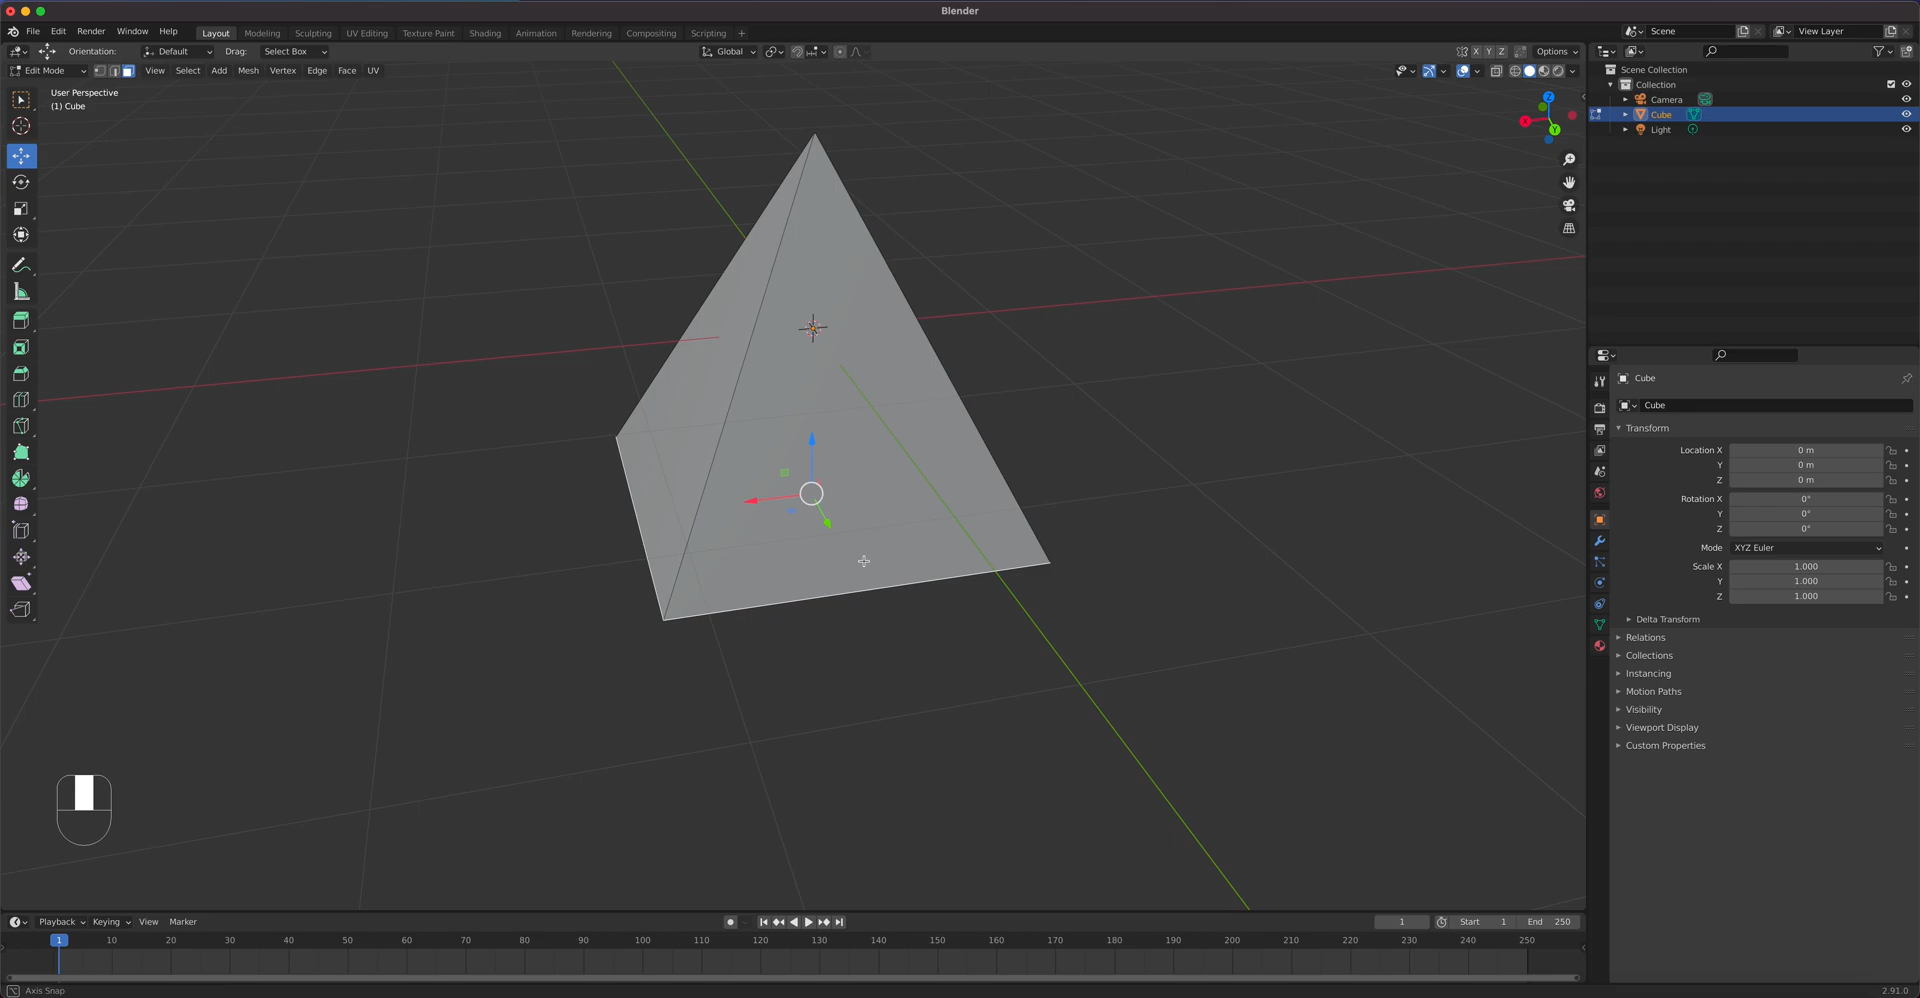 Blender
File Edit Render Window Help Layout Modeling Sculpting UV Editing Texture Paint Shading Animation Rendering Compositing Scripting + Scene View Layer
Orientation: Default Drag: Select Box Global X Y Z Options
Edit Mode View Select Add Mesh Vertex Edge Face UV
User Perspective
(1) Cube
Z
X
Y
Scene Collection
Collection
Camera
Cube
Light
Cube
Cube
Transform
Location X 0 m
Y 0 m
Z 0 m
Rotation X 0°
Y 0°
Z 0°
Mode XYZ Euler
Scale X 1.000
Y 1.000
Z 1.000
Delta Transform
Relations
Collections
Instancing
Motion Paths
Visibility
Viewport Display
Custom Properties
Playback Keying View Marker 1 Start 1 End 250
1 10 20 30 40 50 60 70 80 90 100 110 120 130 140 150 160 170 180 190 200 210 220 230 240 250
Axis Snap 2.91.0